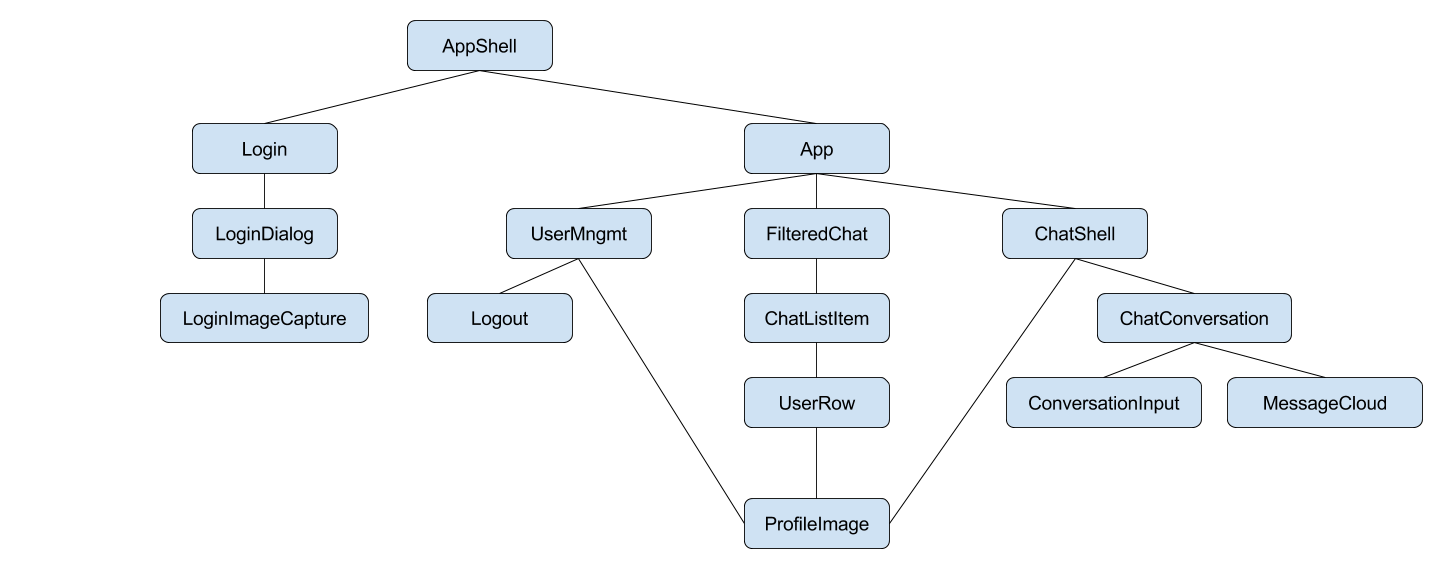 AppShell
Login
App
LoginDialog
UserMngmt
FilteredChat
ChatShell
LoginImageCapture
Logout
ChatListItem
ChatConversation
UserRow
ConversationInput
MessageCloud
ProfileImage